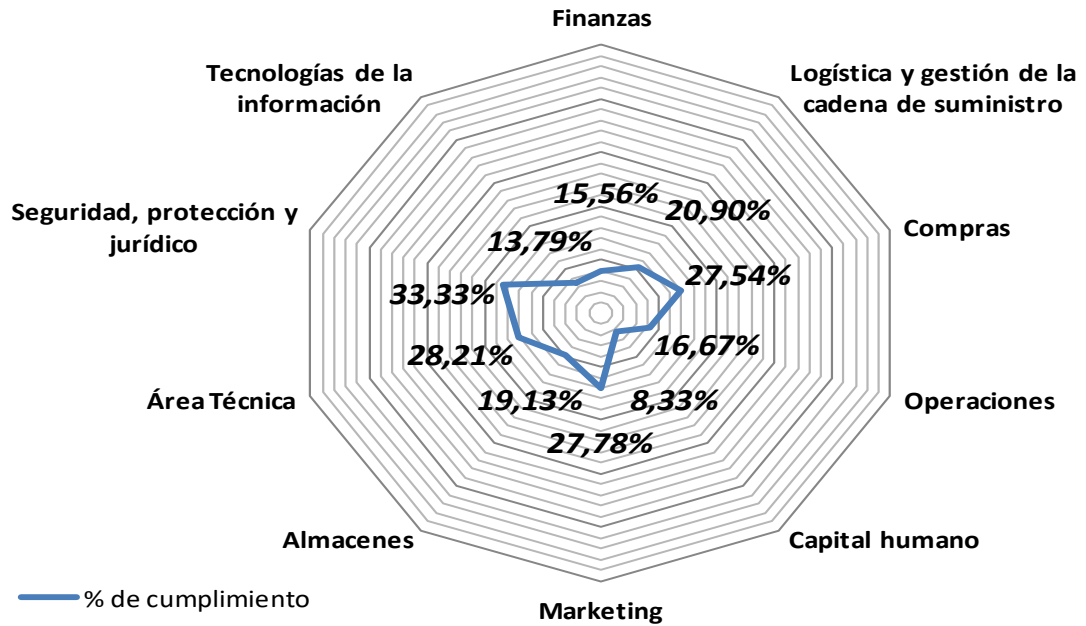 Finanzas
Tecnologías de la
información
Logística y gestión de la
cadena de suministro
15,56%
20,90%
Seguridad, protección y
jurídico
Compras
13,79%
27,54%
33,33%
16,67%
28,21%
Área Técnica
19,13%
8,33%
Operaciones
27,78%
Almacenes
Capital humano
% de cumplimiento
Marketing